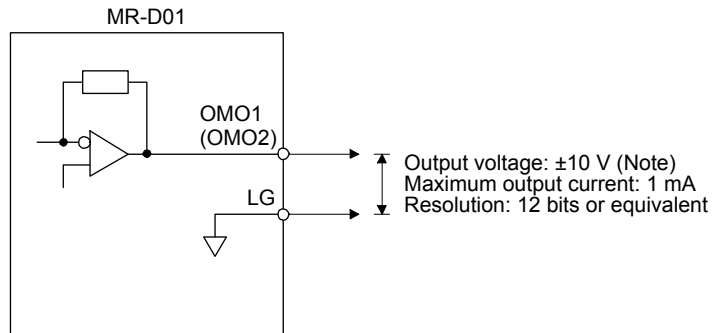 MR-D01
OMO1
(OMO2)
LG
Output voltage: ±10 V (Note)
Maximum output current: 1 mA
Resolution: 12 bits or equivalent